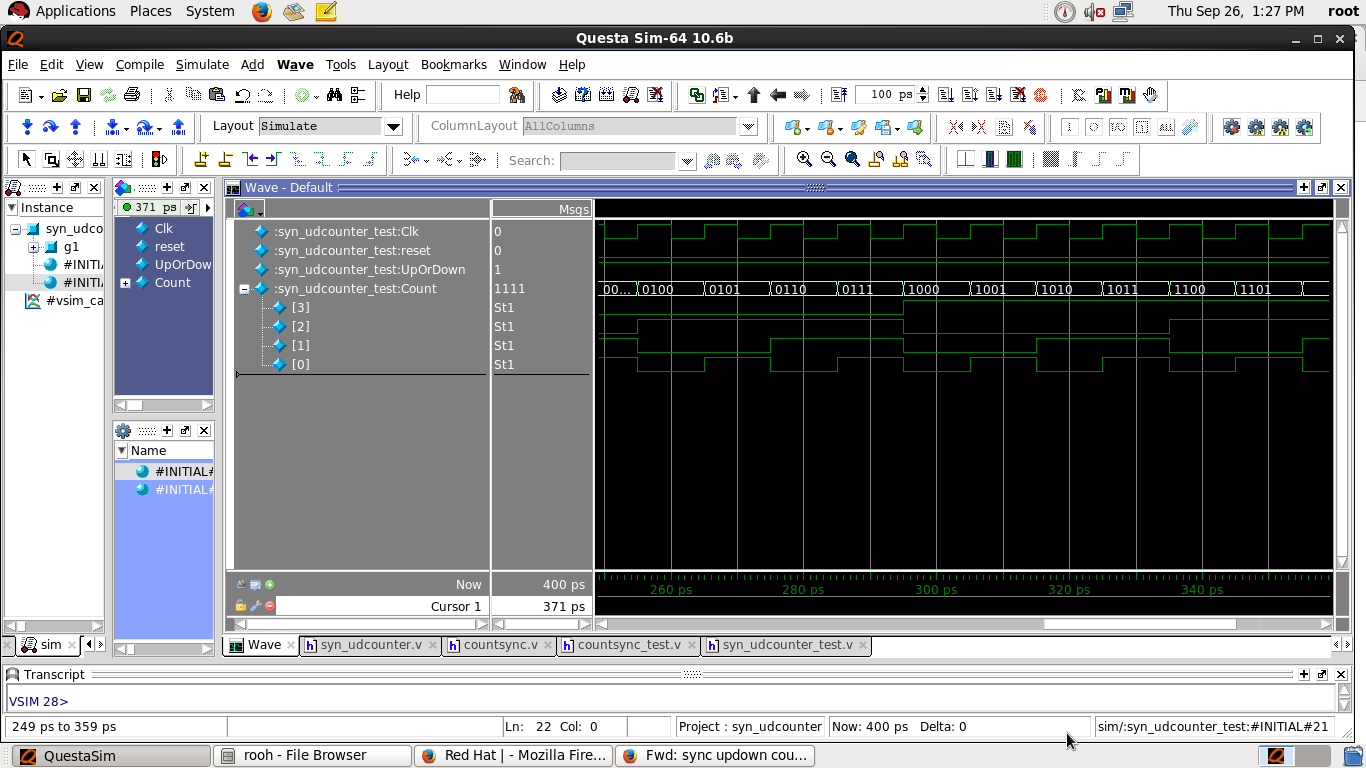 Applications Places System Thu Sep 26, 1:27 PM root
Questa Sim-64 10.6b
File Edit View Compile Simulate Add Wave Tools Layout Bookmarks Window Help
Help 100 ps
Layout Simulate ColumnLayout AllColumns
Search:
Wave - Default
Instance
371 ps
Msgs
syn_udco
g1
#INITI
#INITI
#vsim_ca
Clk
reset
UpOrDow
Count
:syn_udcounter_test:Clk 0
:syn_udcounter_test:reset 0
:syn_udcounter_test:UpOrDown 1
:syn_udcounter_test:Count 1111 00... 0100 0101 0110 0111 1000 1001 1010 1011 1100 1101
[3] St1
[2] St1
[1] St1
[0] St1
Name
#INITIAL#
#INITIAL#
Now 400 ps 260 ps 280 ps 300 ps 320 ps 340 ps
Cursor 1 371 ps
sim Wave syn_udcounter.v countsync.v countsync_test.v syn_udcounter_test.v
Transcript
VSIM 28>
249 ps to 359 ps Ln: 22 Col: 0 Project : syn_udcounter Now: 400 ps Delta: 0 sim/:syn_udcounter_test:#INITIAL#21
QuestaSim rooh - File Browser Red Hat | - Mozilla Fire... Fwd: sync updown cou...